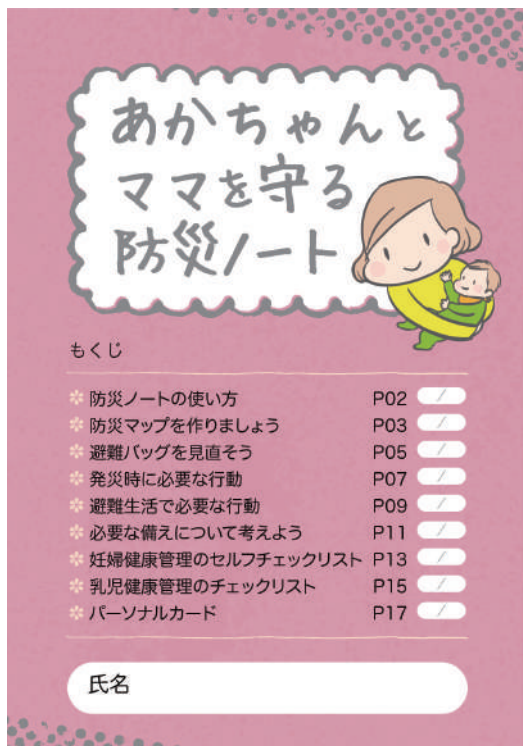 あかちゃんと
ママを守る
防災ノート
もくじ
✽ 防災ノートの使い方 P02 /
✽ 防災マップを作りましょう P03 /
✽ 避難バッグを見直そう P05 /
✽ 発災時に必要な行動 P07 /
✽ 避難生活で必要な行動 P09 /
✽ 必要な備えについて考えよう P11 /
✽ 妊婦健康管理のセルフチェックリスト P13 /
✽ 乳児健康管理のチェックリスト P15 /
✽ パーソナルカード P17 /
氏名